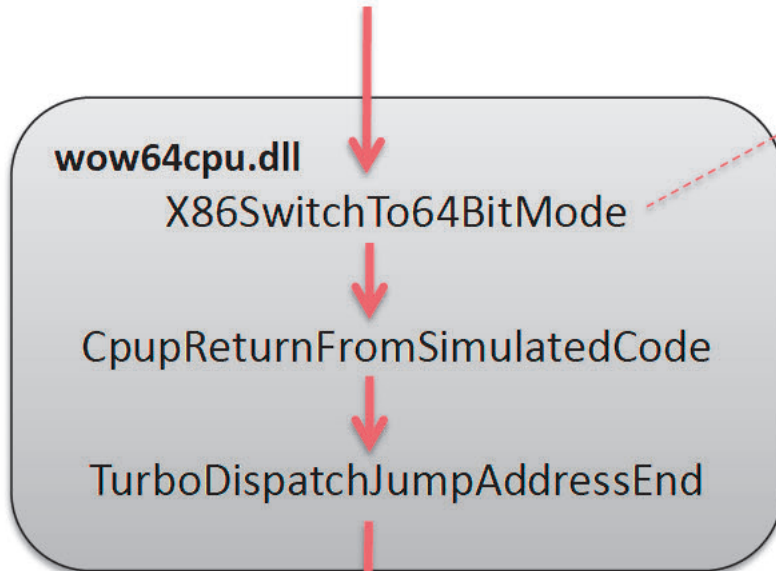 wow64cpu.dll
X86SwitchTo64BitMode
CpupReturnFromSimulatedCode
TurboDispatchJumpAddressEnd